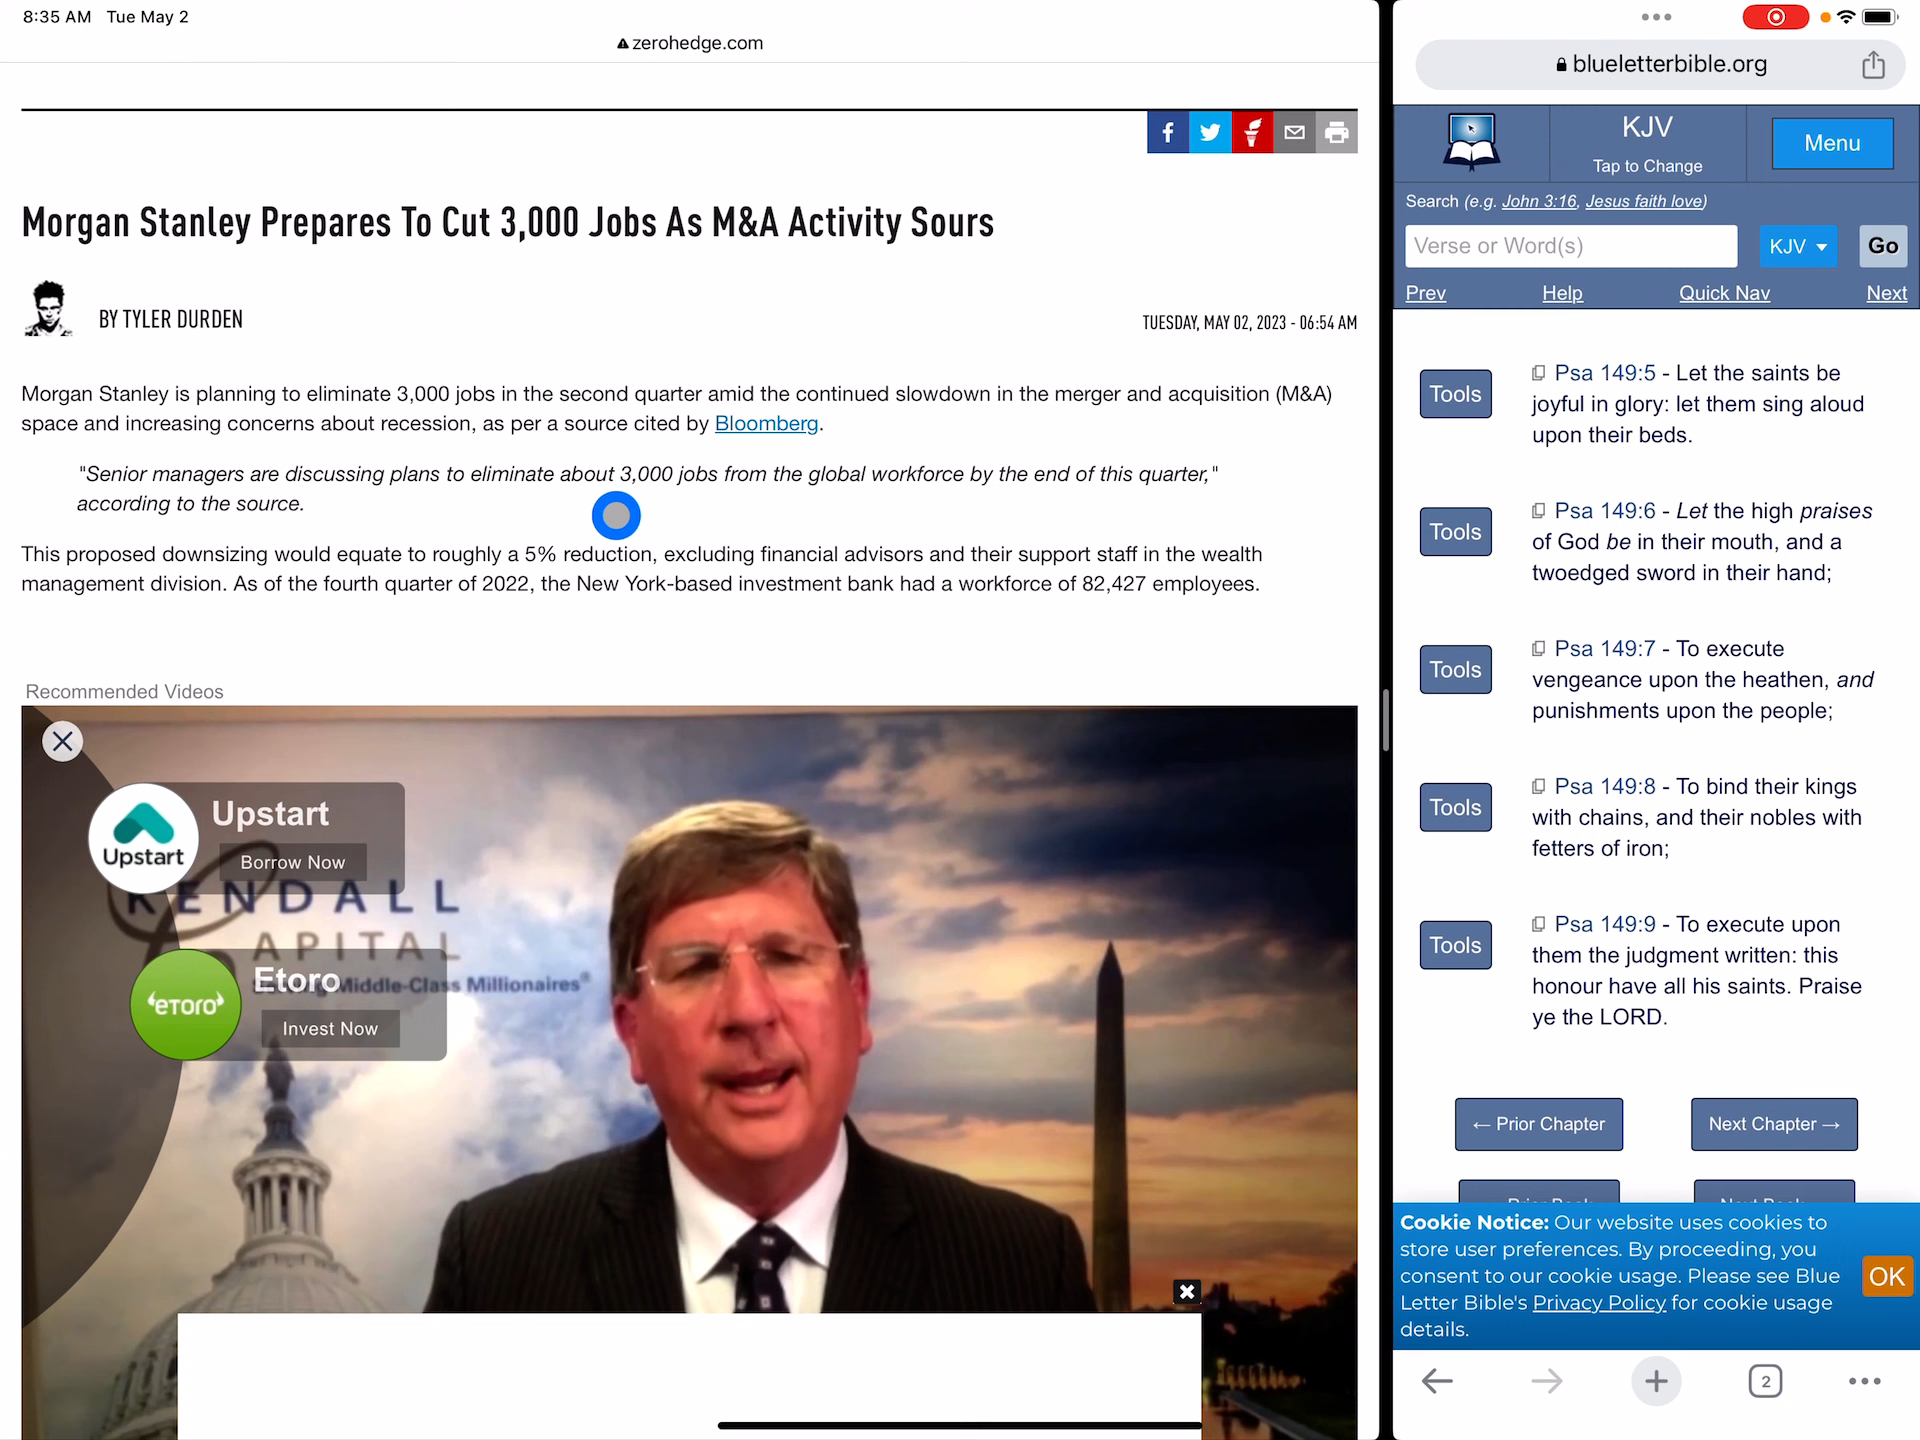 8:35 AM Tue May 2
zerohedge.com
Morgan Stanley Prepares To Cut 3,000 Jobs As M&A Activity Sours
BY TYLER DURDEN
TUESDAY, MAY 02, 2023 - 06:54 AM
Morgan Stanley is planning to eliminate 3,000 jobs in the second quarter amid the continued slowdown in the merger and acquisition (M&A)
space and increasing concerns about recession, as per a source cited by Bloomberg.
"Senior managers are discussing plans to eliminate about 3,000 jobs from the global workforce by the end of this quarter,"
according to the source.
This proposed downsizing would equate to roughly a 5% reduction, excluding financial advisors and their support staff in the wealth
management division. As of the fourth quarter of 2022, the New York-based investment bank had a workforce of 82,427 employees.
Recommended Videos
Upstart
Upstart
Borrow Now
KENDALL
CAPITAL
Middle-Class Millionaires®
eToro
Etoro
Invest Now
blueletterbible.org
KJV
Tap to Change
Menu
Search (e.g. John 3:16, Jesus faith love)
Verse or Word(s)
KJV
Go
Prev
Help
Quick Nav
Next
Tools
Psa 149:5 - Let the saints be
joyful in glory: let them sing aloud
upon their beds.
Tools
Psa 149:6 - Let the high praises
of God be in their mouth, and a
twoedged sword in their hand;
Tools
Psa 149:7 - To execute
vengeance upon the heathen, and
punishments upon the people;
Tools
Psa 149:8 - To bind their kings
with chains, and their nobles with
fetters of iron;
Tools
Psa 149:9 - To execute upon
them the judgment written: this
honour have all his saints. Praise
ye the LORD.
← Prior Chapter
Next Chapter →
Cookie Notice: Our website uses cookies to
store user preferences. By proceeding, you
consent to our cookie usage. Please see Blue
Letter Bible's Privacy Policy for cookie usage
details.
OK
2